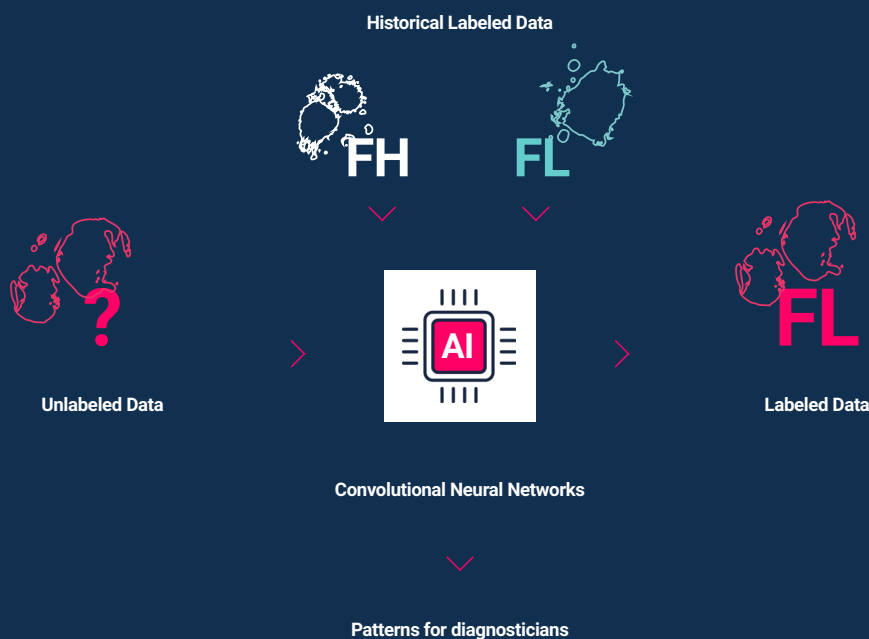 Historical Labeled Data
FH
FL
?
AI
FL
Unlabeled Data
Labeled Data
Convolutional Neural Networks
Patterns for diagnosticians